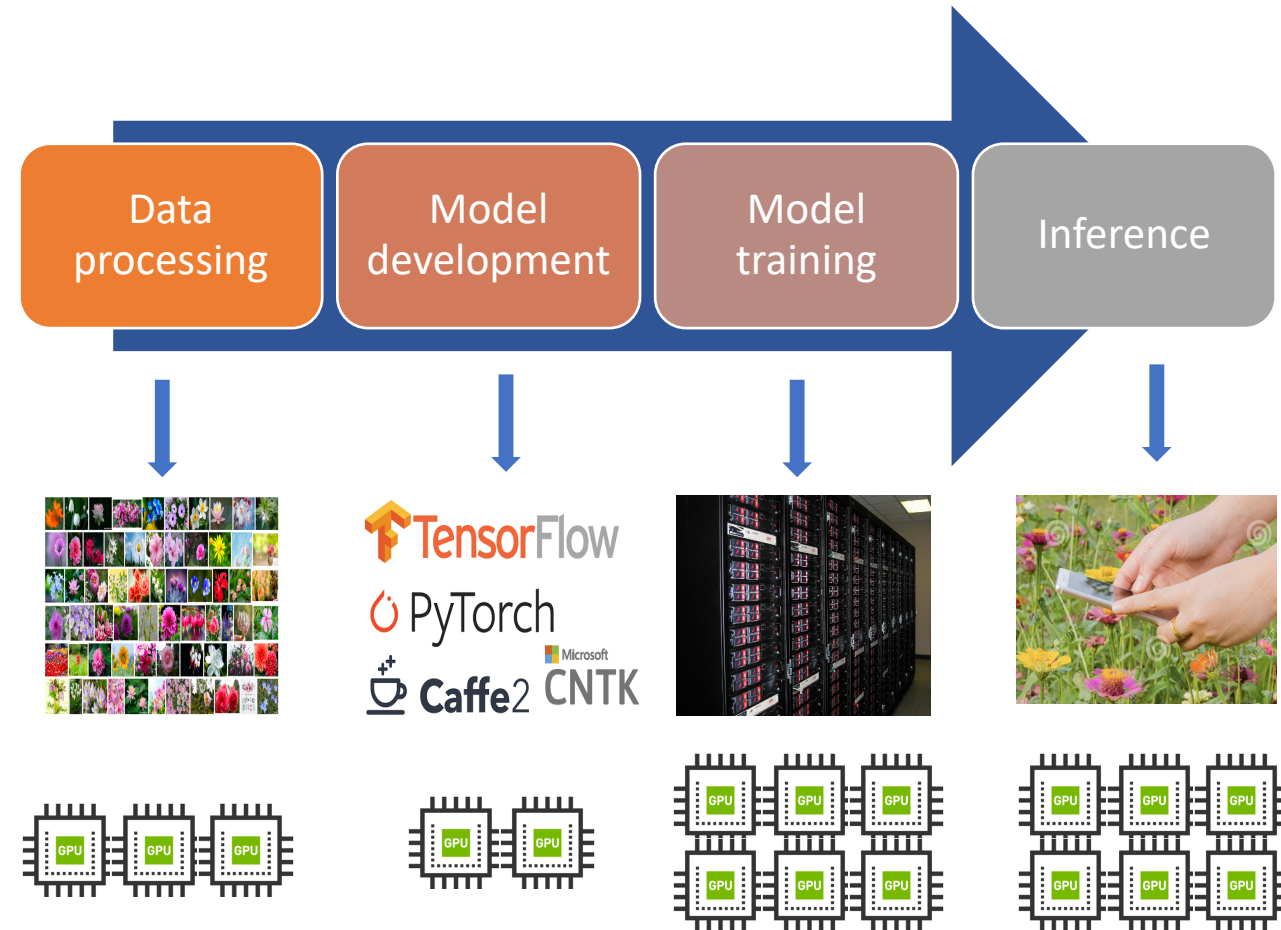 Data
processing
Model
development
Model
training
Inference
TensorFlow
PyTorch
Caffe2
Microsoft
CNTK
GPU GPU GPU
GPU GPU
GPU GPU GPU
GPU GPU GPU
GPU GPU GPU
GPU GPU GPU